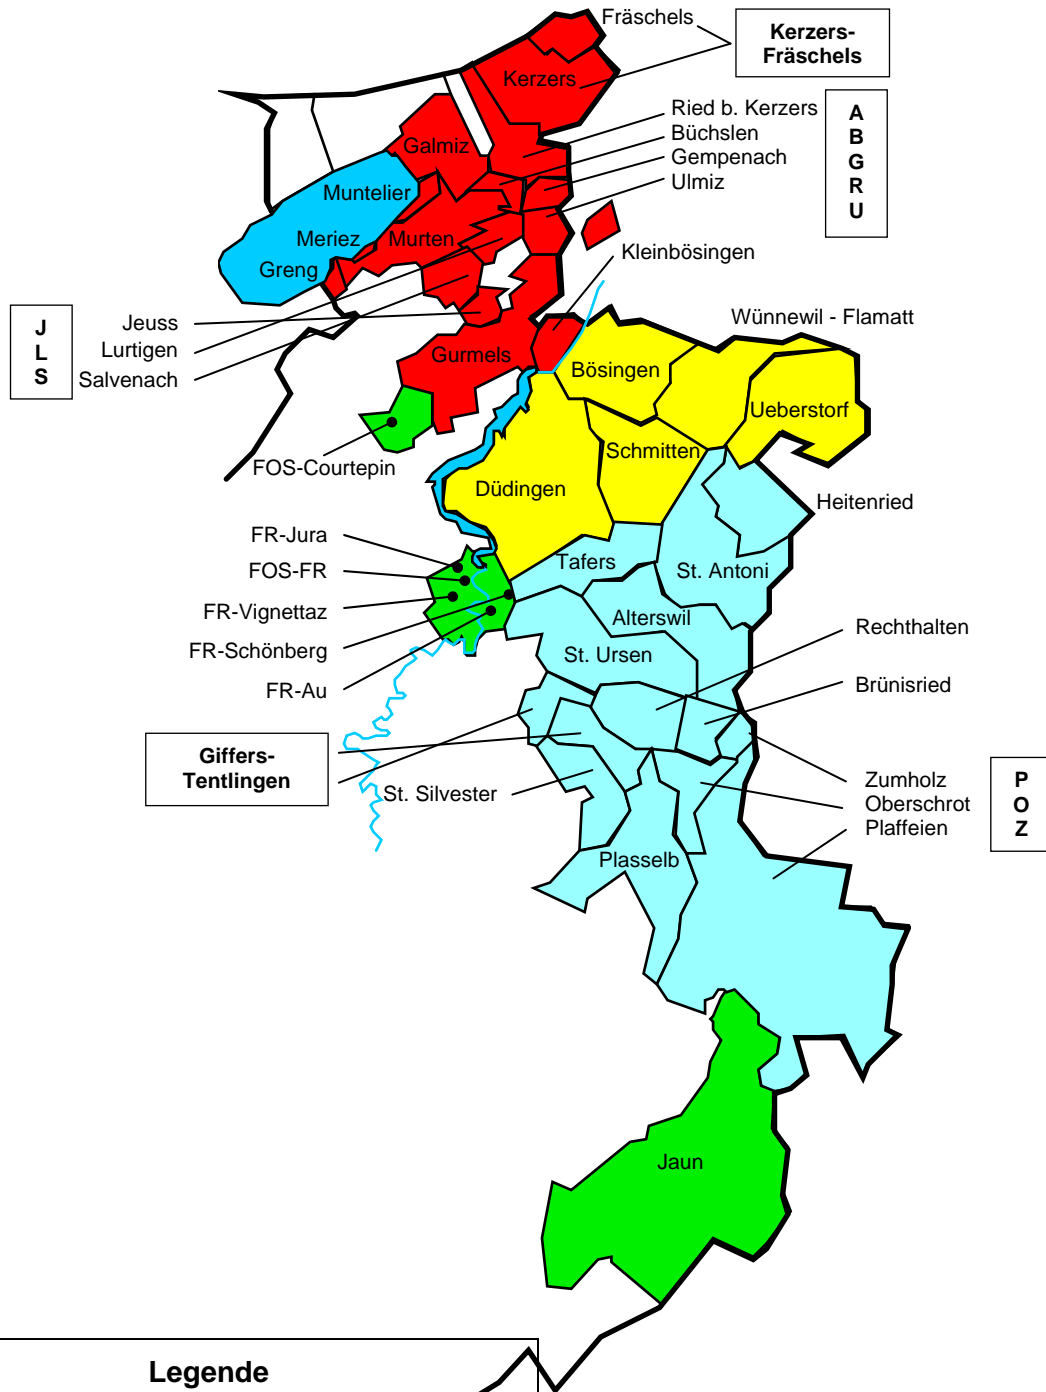 Fräschels
Kerzers-
Fräschels
Kerzers
Ried b. Kerzers
Büchslen
Gempenach
Ulmiz
A
B
G
R
U
Galmiz
Muntelier
Meriez
Murten
Greng
Kleinbösingen
J
L
S
Jeuss
Lurtigen
Salvenach
Gurmels
Wünnewil - Flamatt
Bösingen
Ueberstorf
FOS-Courtepin
Schmitten
Düdingen
Heitenried
FR-Jura
FOS-FR
FR-Vignettaz
FR-Schönberg
FR-Au
Tafers
St. Antoni
Alterswil
St. Ursen
Rechthalten
Brünisried
Giffers-
Tentlingen
St. Silvester
Zumholz
Oberschrot
Plaffeien
P
O
Z
Plasselb
Jaun
Legende